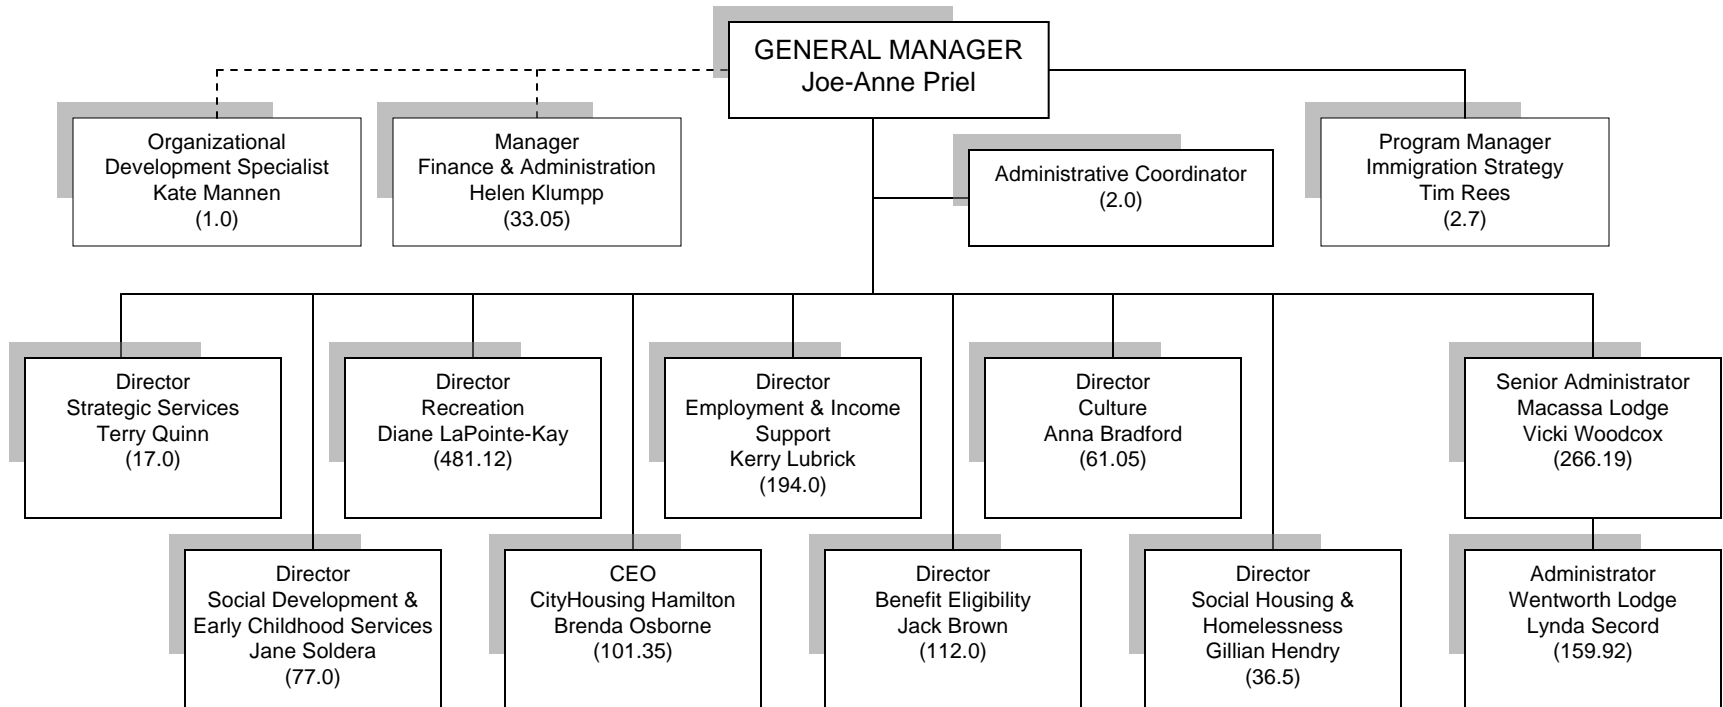 GENERAL MANAGER
Joe-Anne Priel
Organizational
Development Specialist
Kate Mannen
(1.0)
Manager
Finance & Administration
Helen Klumpp
(33.05)
Administrative Coordinator
(2.0)
Program Manager
Immigration Strategy
Tim Rees
(2.7)
Director
Strategic Services
Terry Quinn
(17.0)
Director
Recreation
Diane LaPointe-Kay
(481.12)
Director
Employment & Income
Support
Kerry Lubrick
(194.0)
Director
Culture
Anna Bradford
(61.05)
Senior Administrator
Macassa Lodge
Vicki Woodcox
(266.19)
Director
Social Development &
Early Childhood Services
Jane Soldera
(77.0)
CEO
CityHousing Hamilton
Brenda Osborne
(101.35)
Director
Benefit Eligibility
Jack Brown
(112.0)
Director
Social Housing &
Homelessness
Gillian Hendry
(36.5)
Administrator
Wentworth Lodge
Lynda Secord
(159.92)